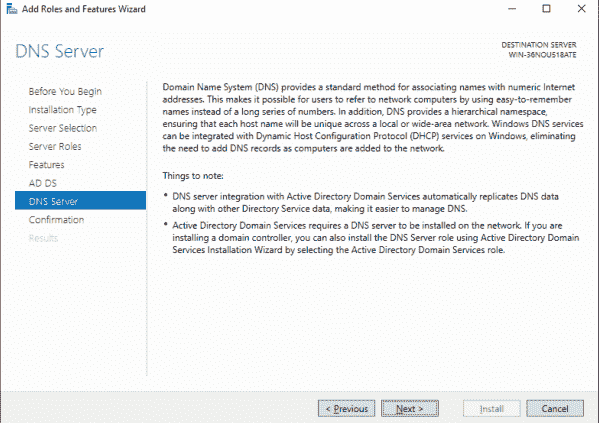 Add Roles and Features Wizard
DNS Server
DESTINATION SERVER
WIN-36NOU518ATE
Before You Begin
Installation Type
Server Selection
Server Roles
Features
AD DS
DNS Server
Confirmation
Results
Domain Name System (DNS) provides a standard method for associating names with numeric Internet
addresses. This makes it possible for users to refer to network computers by using easy-to-remember
names instead of a long series of numbers. In addition, DNS provides a hierarchical namespace,
ensuring that each host name will be unique across a local or wide-area network. Windows DNS services
can be integrated with Dynamic Host Configuration Protocol (DHCP) services on Windows, eliminating
the need to add DNS records as computers are added to the network.
Things to note:
• DNS server integration with Active Directory Domain Services automatically replicates DNS data
along with other Directory Service data, making it easier to manage DNS.
• Active Directory Domain Services requires a DNS server to be installed on the network. If you are
installing a domain controller, you can also install the DNS Server role using Active Directory Domain
Services Installation Wizard by selecting the Active Directory Domain Services role.
< Previous
Next >
Install
Cancel